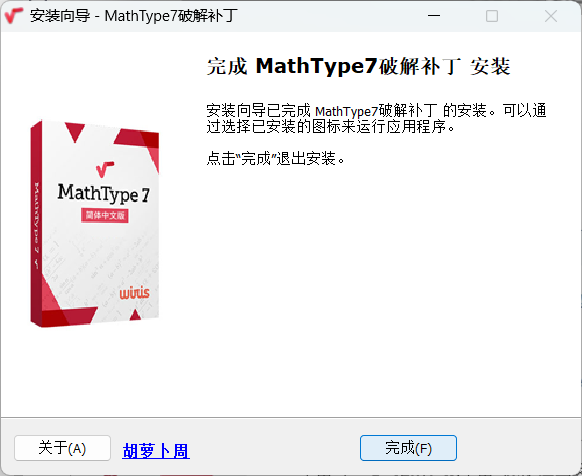 安装向导 - MathType7破解补丁
完成 MathType7破解补丁 安装
安装向导已完成 MathType7破解补丁 的安装。可以通
过选择已安装的图标来运行应用程序。
点击“完成”退出安装。
MathType 7
简体中文版
MathType 7
wiris
关于(A)
胡萝卜周
完成(F)